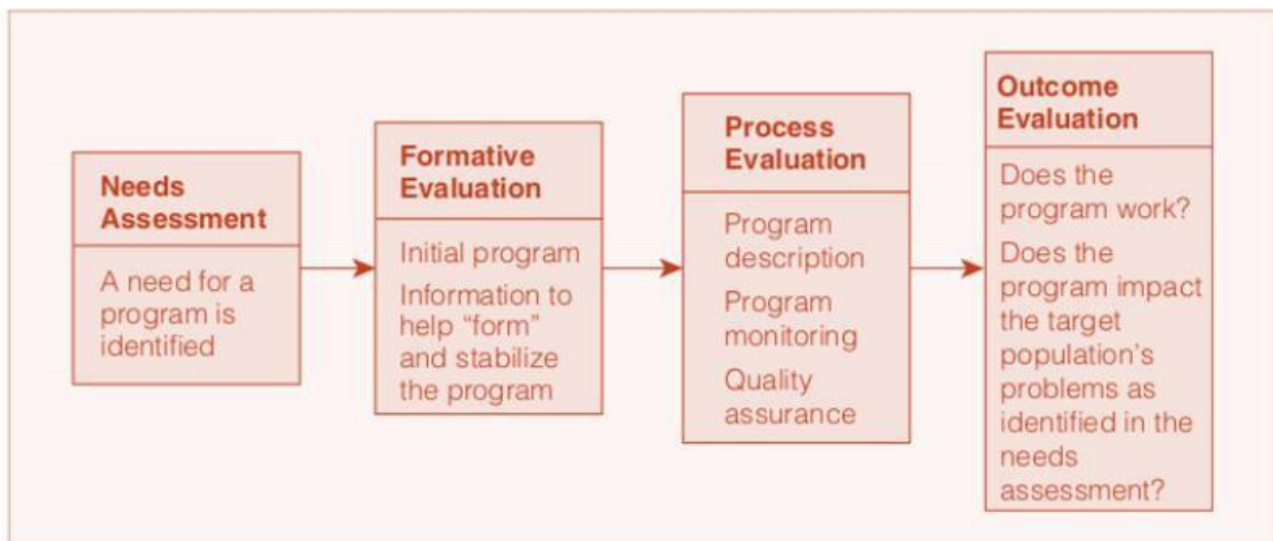 Needs
Assessment
A need for a
program is
identified
Formative
Evaluation
Initial program
Information to
help “form”
and stabilize
the program
Process
Evaluation
Program
description
Program
monitoring
Quality
assurance
Outcome
Evaluation
Does the
program work?
Does the
program impact
the target
population’s
problems as
identified in the
needs
assessment?